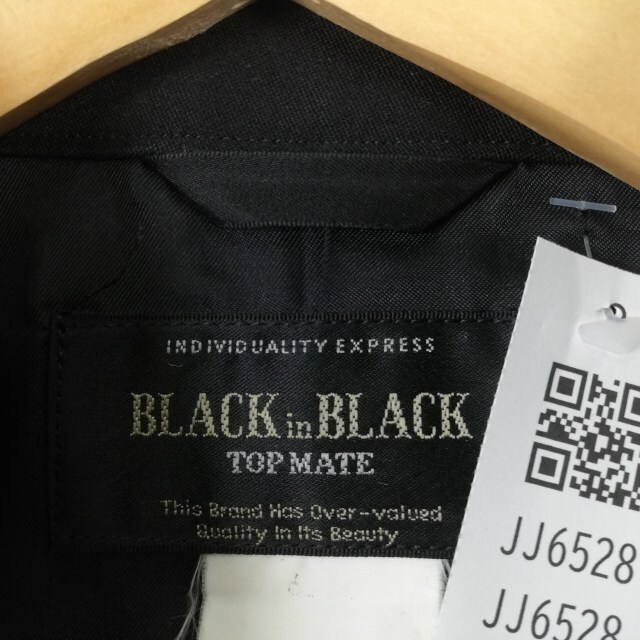 INDIVIDUALITY EXPRESS
BLACK in BLACK
TOP MATE
This Brand Has Over-valued
Quality In Its Beauty
JJ6528
JJ6528